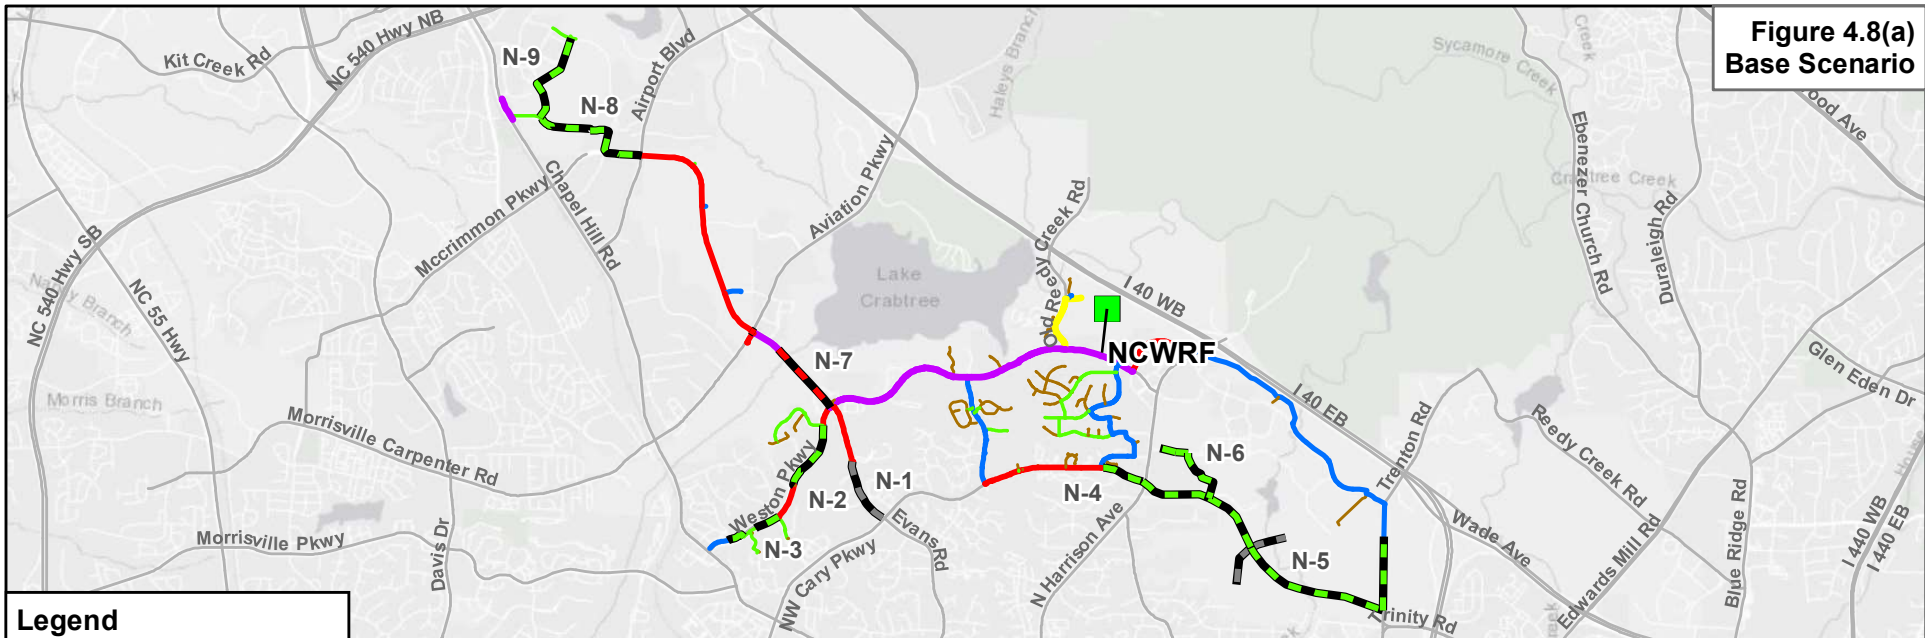 Figure 4.8(a)
Base Scenario
Kit Creek Rd
NC 540 Hwy NB
N-9
N-8
Airport Blvd
Haleys Branch
Sycamore Creek
Creek
ood Ave
Mccrimmon Pkwy
Chapel Hill Rd
Aviation Pkwy
Old Reedy Creek Rd
Ebenezer Church Rd
Crabtree Creek
Duraleigh Rd
NC 540 Hwy SB
NC 55 Hwy
Lake
Crabtree
I 40 WB
NCWRF
N-7
I 40 EB
Glen Eden Dr
Morris Branch
Morrisville Carpenter Rd
Weston Pkwy
Trenton Rd
Reedy Creek Rd
N-6
N-1
N-2
N-4
Evans Rd
N-3
N-5
Wade Ave
Morrisville Pkwy
Davis Dr
NW Cary Pkwy
N Harrison Ave
Edwards Mill Rd
Blue Ridge Rd
I 440 WB
I 440 EB
Trinity Rd
Legend